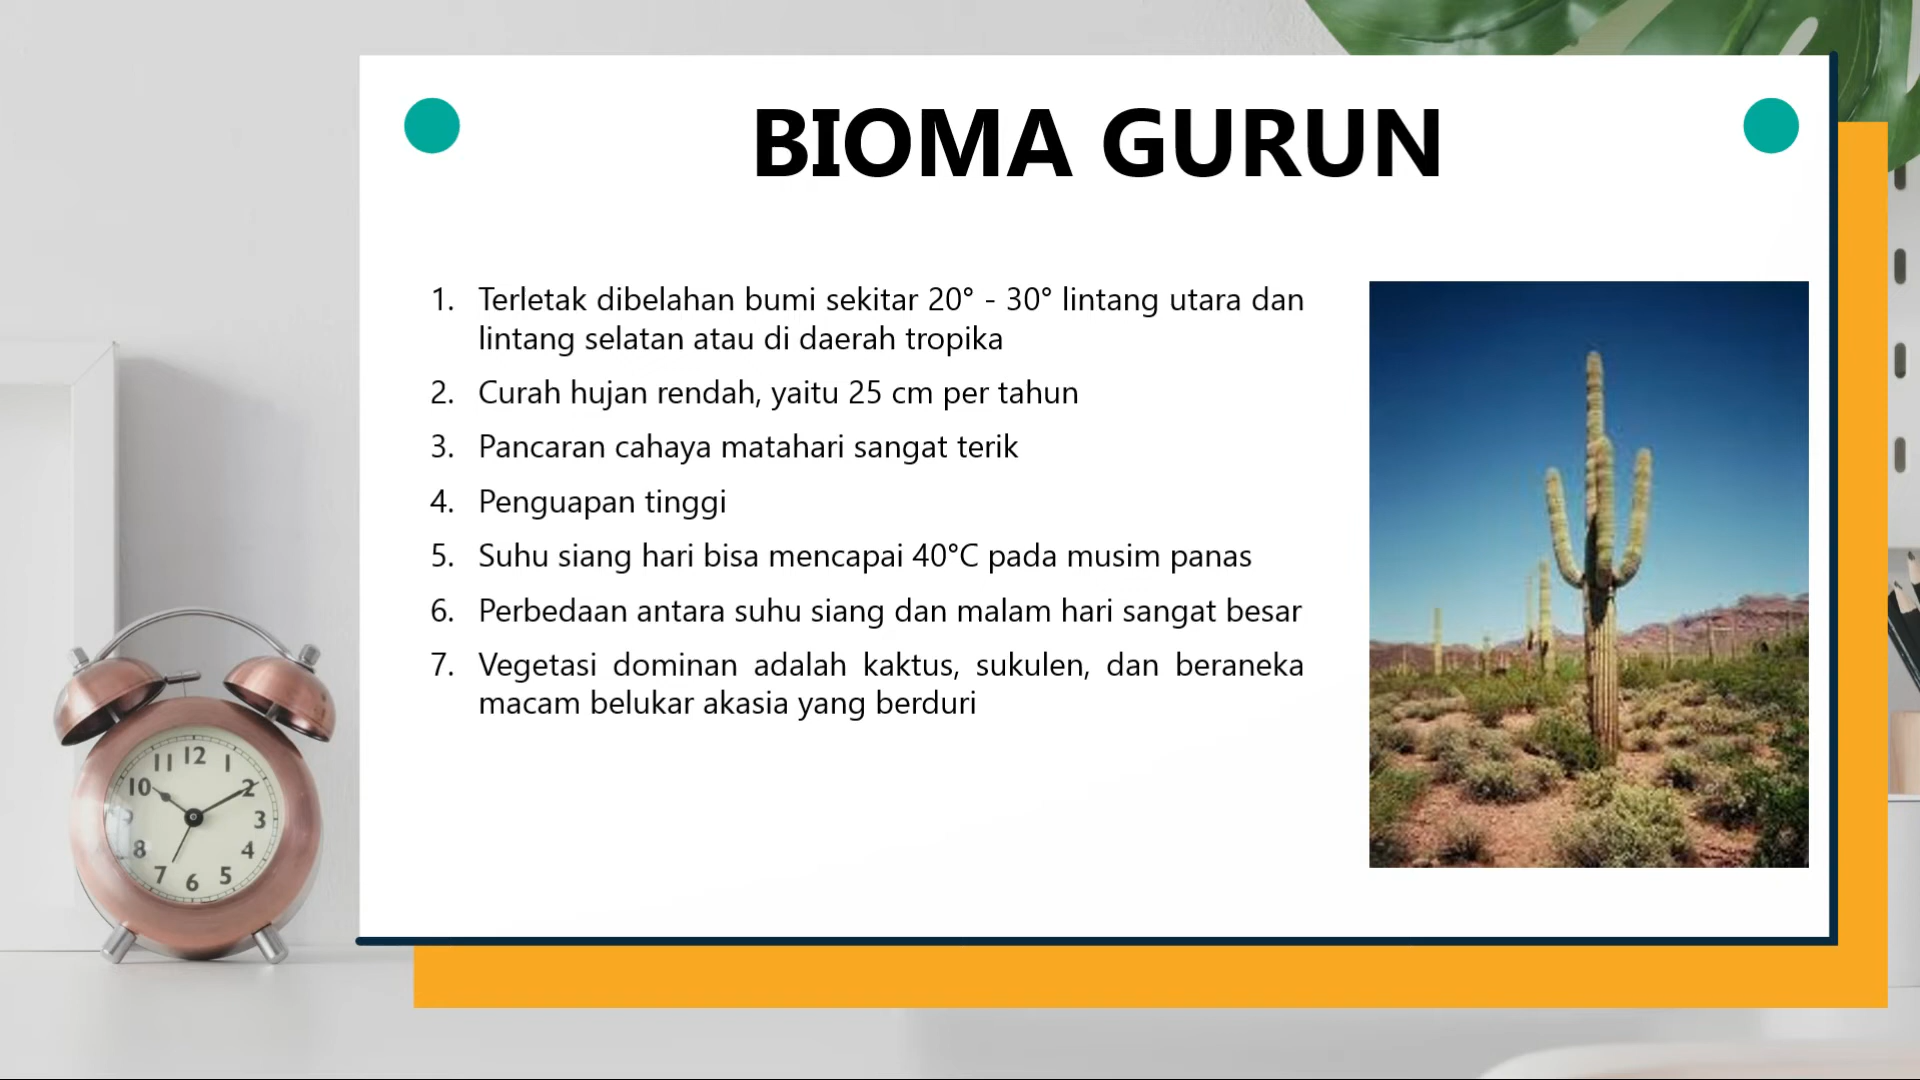 BIOMA GURUN
1. Terletak dibelahan bumi sekitar 20° - 30° lintang utara dan
lintang selatan atau di daerah tropika
2. Curah hujan rendah, yaitu 25 cm per tahun
3. Pancaran cahaya matahari sangat terik
4. Penguapan tinggi
5. Suhu siang hari bisa mencapai 40°C pada musim panas
6. Perbedaan antara suhu siang dan malam hari sangat besar
7. Vegetasi dominan adalah kaktus, sukulen, dan beraneka
macam belukar akasia yang berduri
11 12 1
10 2
3
8 4
7 6 5